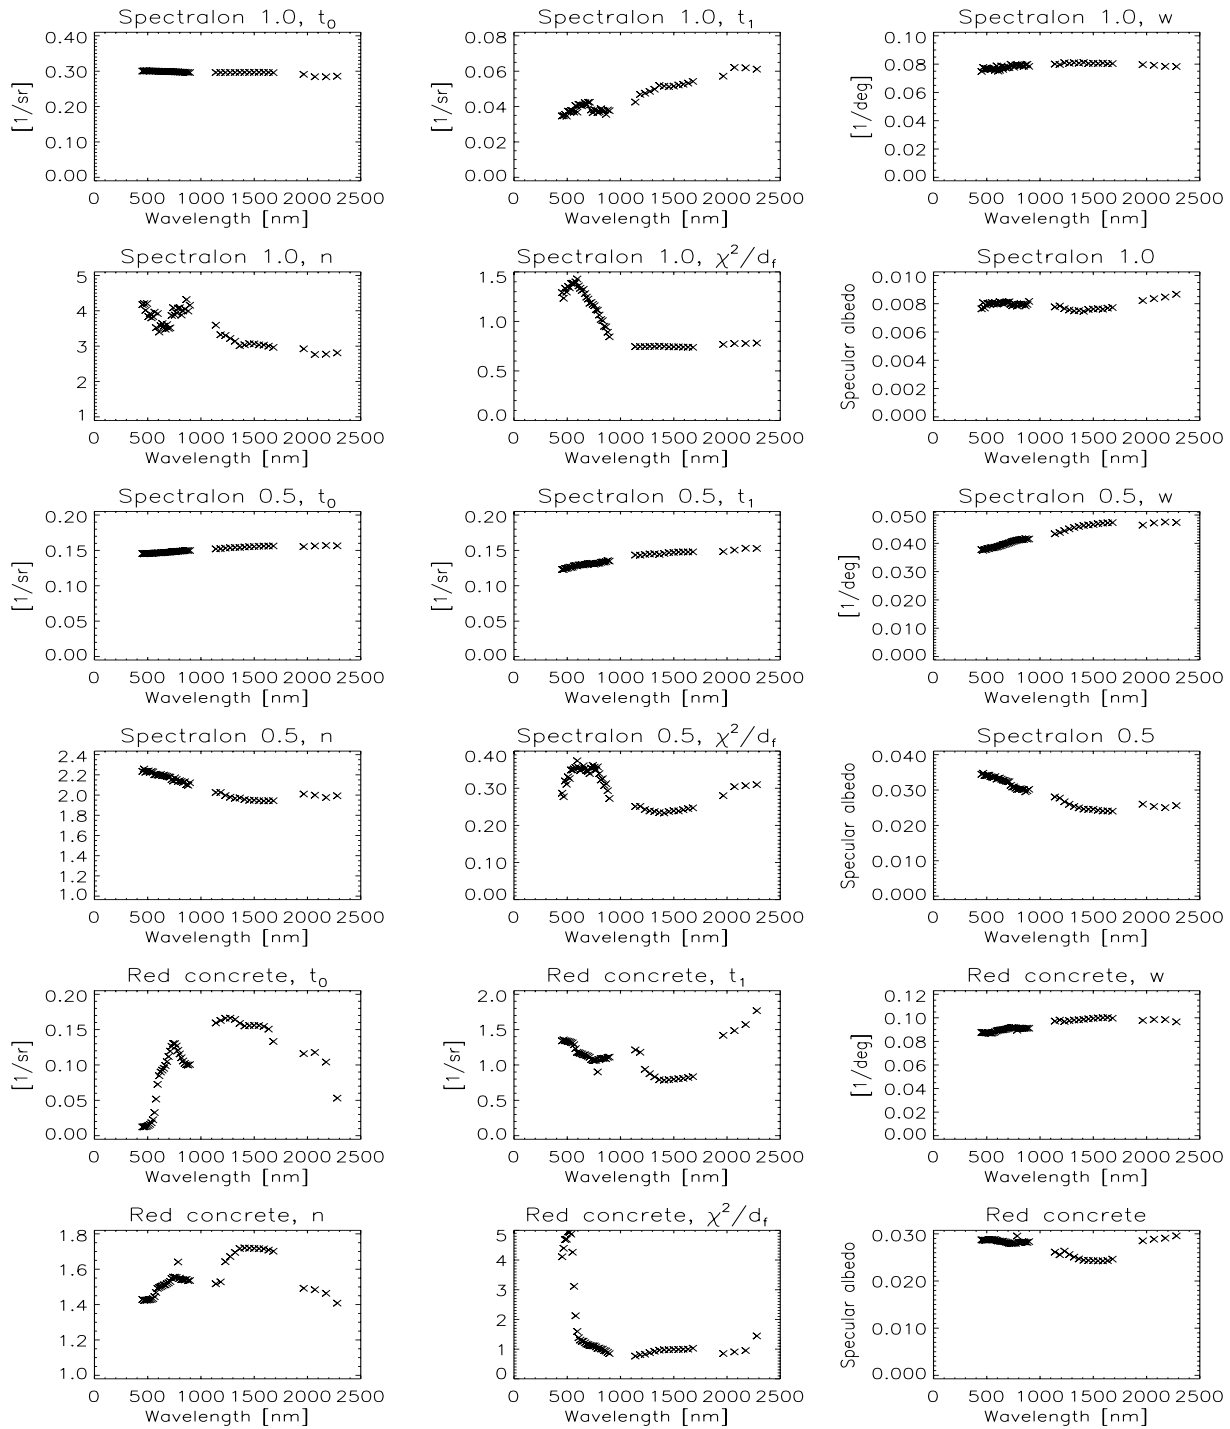 Spectralon 1.0, t₀
[1/sr]
0.40
0.30
0.20
0.10
0.00
0 500 1000 1500 2000 2500
Wavelength [nm]
Spectralon 1.0, t₁
[1/sr]
0.08
0.06
0.04
0.02
0.00
0 500 1000 1500 2000 2500
Wavelength [nm]
Spectralon 1.0, w
[1/deg]
0.10
0.08
0.06
0.04
0.02
0.00
0 500 1000 1500 2000 2500
Wavelength [nm]
Spectralon 1.0, n
5
4
3
2
1
0 500 1000 1500 2000 2500
Wavelength [nm]
Spectralon 1.0, χ²/d_f
1.5
1.0
0.5
0.0
0 500 1000 1500 2000 2500
Wavelength [nm]
Spectralon 1.0
Specular albedo
0.010
0.008
0.006
0.004
0.002
0.000
0 500 1000 1500 2000 2500
Wavelength [nm]
Spectralon 0.5, t₀
[1/sr]
0.20
0.15
0.10
0.05
0.00
0 500 1000 1500 2000 2500
Wavelength [nm]
Spectralon 0.5, t₁
[1/sr]
0.20
0.15
0.10
0.05
0.00
0 500 1000 1500 2000 2500
Wavelength [nm]
Spectralon 0.5, w
[1/deg]
0.050
0.040
0.030
0.020
0.010
0.000
0 500 1000 1500 2000 2500
Wavelength [nm]
Spectralon 0.5, n
2.4
2.2
2.0
1.8
1.6
1.4
1.2
1.0
0 500 1000 1500 2000 2500
Wavelength [nm]
Spectralon 0.5, χ²/d_f
0.40
0.30
0.20
0.10
0.00
0 500 1000 1500 2000 2500
Wavelength [nm]
Spectralon 0.5
Specular albedo
0.040
0.030
0.020
0.010
0.000
0 500 1000 1500 2000 2500
Wavelength [nm]
Red concrete, t₀
[1/sr]
0.20
0.15
0.10
0.05
0.00
0 500 1000 1500 2000 2500
Wavelength [nm]
Red concrete, t₁
[1/sr]
2.0
1.5
1.0
0.5
0.0
0 500 1000 1500 2000 2500
Wavelength [nm]
Red concrete, w
[1/deg]
0.12
0.10
0.08
0.06
0.04
0.02
0.00
0 500 1000 1500 2000 2500
Wavelength [nm]
Red concrete, n
1.8
1.6
1.4
1.2
1.0
0 500 1000 1500 2000 2500
Wavelength [nm]
Red concrete, χ²/d_f
5
4
3
2
1
0
0 500 1000 1500 2000 2500
Wavelength [nm]
Red concrete
Specular albedo
0.030
0.020
0.010
0.000
0 500 1000 1500 2000 2500
Wavelength [nm]